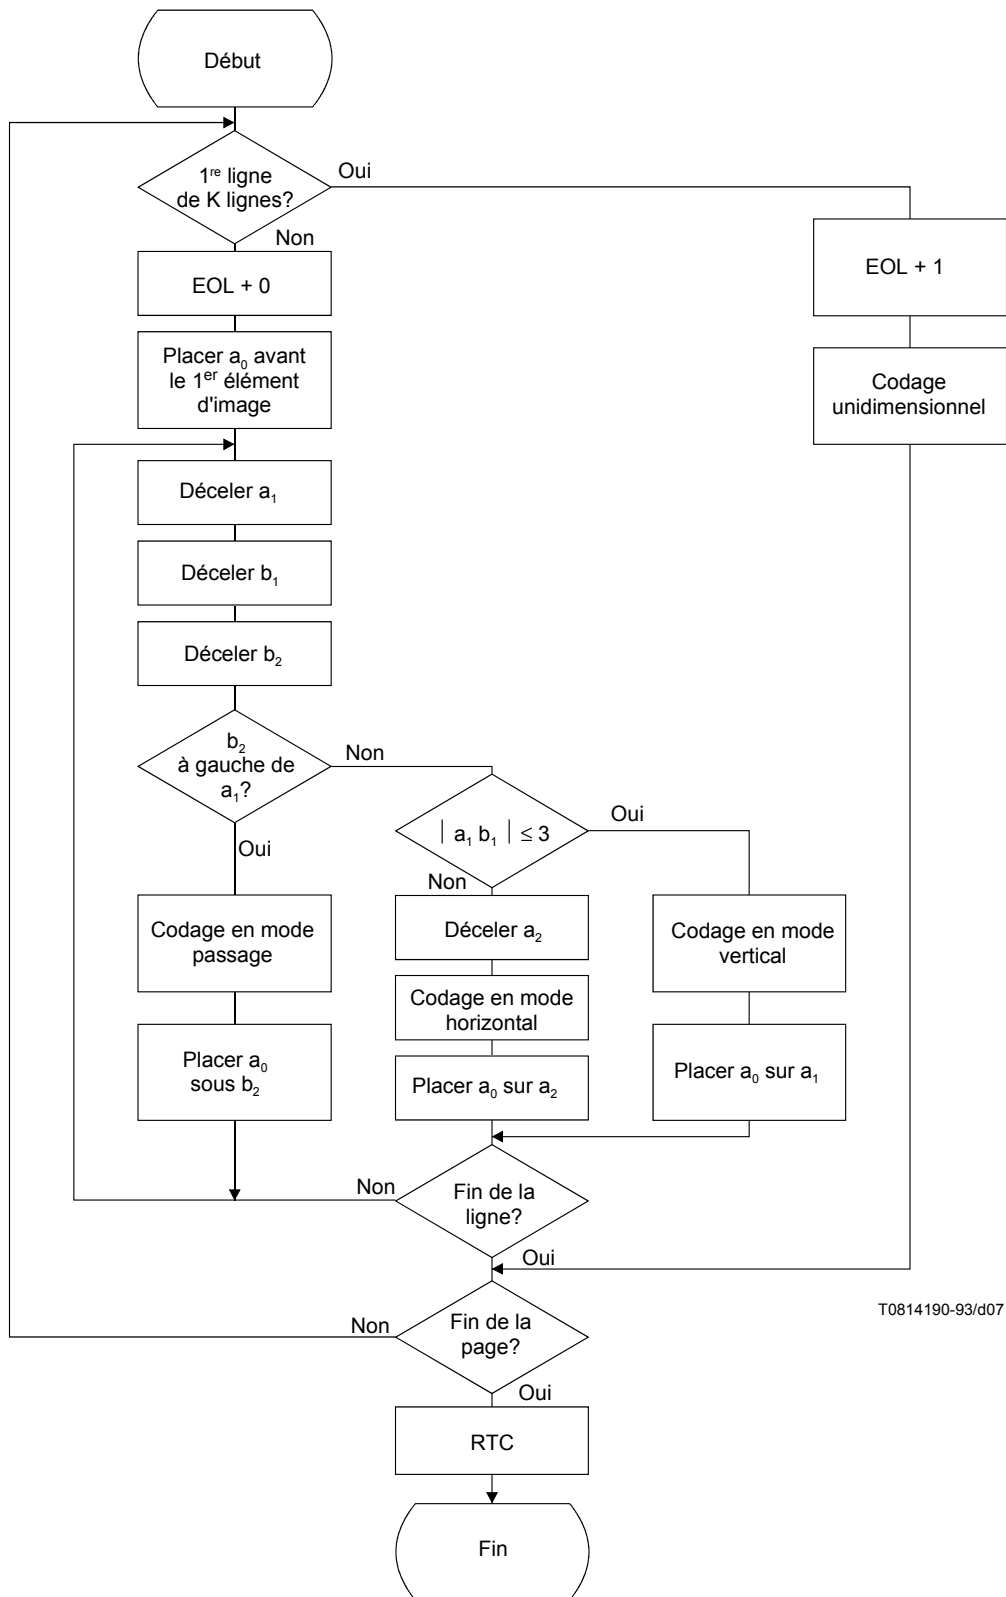 Début
1re ligne
de K lignes?
Oui
Non
EOL + 0
EOL + 1
Placer a0 avant
le 1er élément
d'image
Codage
unidimensionnel
Déceler a1
Déceler b1
Déceler b2
b2
à gauche de
a1?
Non
Oui
| a1 b1 | ≤ 3
Oui
Non
Codage en mode
passage
Déceler a2
Codage en mode
vertical
Codage en mode
horizontal
Placer a0
sous b2
Placer a0 sur a2
Placer a0 sur a1
Fin de la
ligne?
Non
Oui
T0814190-93/d07
Fin de la
page?
Non
Oui
RTC
Fin